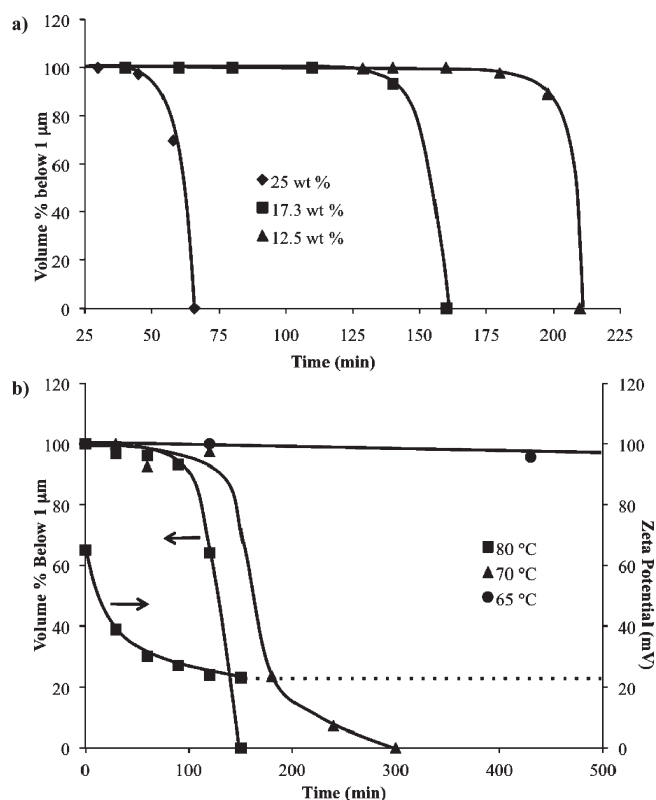 a)
120
100
80
60
40
20
0
Volume % below 1 μm
25 wt %
17.3 wt %
12.5 wt %
25
50
75
100
125
150
175
200
225
Time (min)
b)
120
100
80
60
40
20
0
Volume % Below 1 μm
80 °C
70 °C
65 °C
120
100
80
60
40
20
0
Zeta Potential (mV)
0
100
200
300
400
500
Time (min)